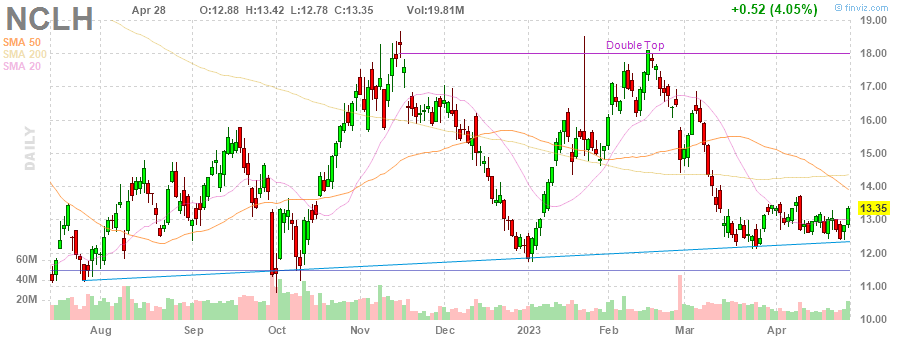 NCLH Apr 28 O:12.88 H:13.42 L:12.78 C:13.35 Vol:19.81M +0.52 (4.05%)
© finviz.com
SMA 50
SMA 200
SMA 20
DAILY
Double Top
19.00
18.00
17.00
16.00
15.00
14.00
13.35
13.00
12.00
11.00
10.00
60M
40M
20M
Aug Sep Oct Nov Dec 2023 Feb Mar Apr